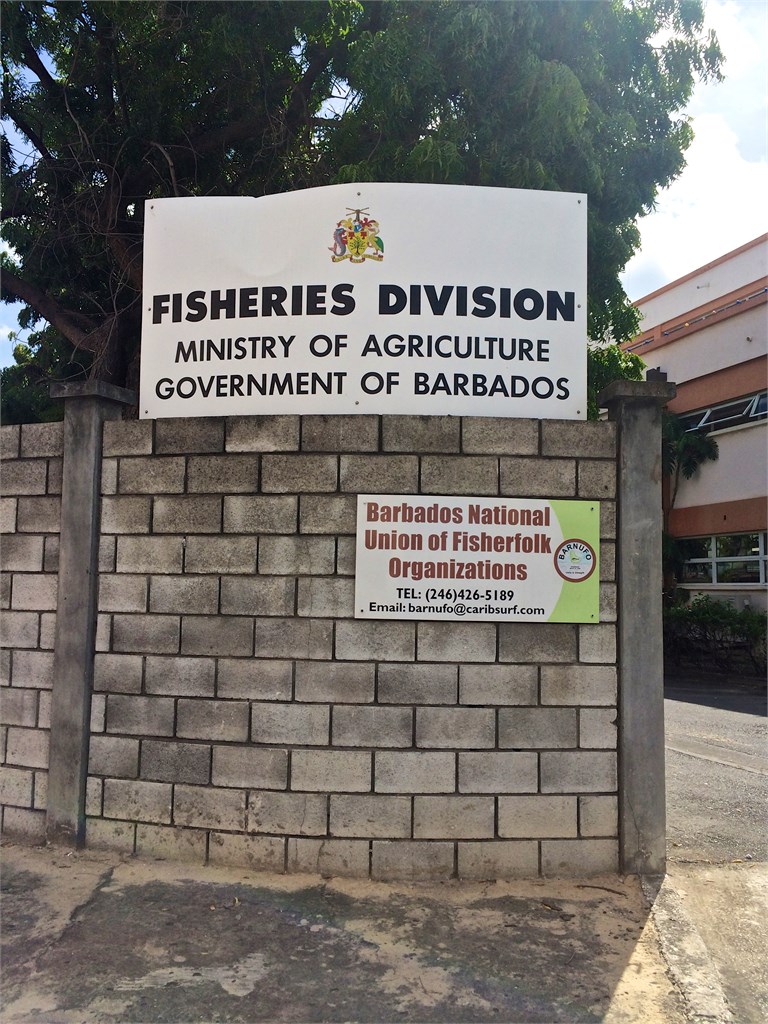 FISHERIES DIVISION
MINISTRY OF AGRICULTURE
GOVERNMENT OF BARBADOS
Barbados National
Union of Fisherfolk
Organizations
BARNUFO
TEL: (246)426-5189
Email: barnufo@caribsurf.com